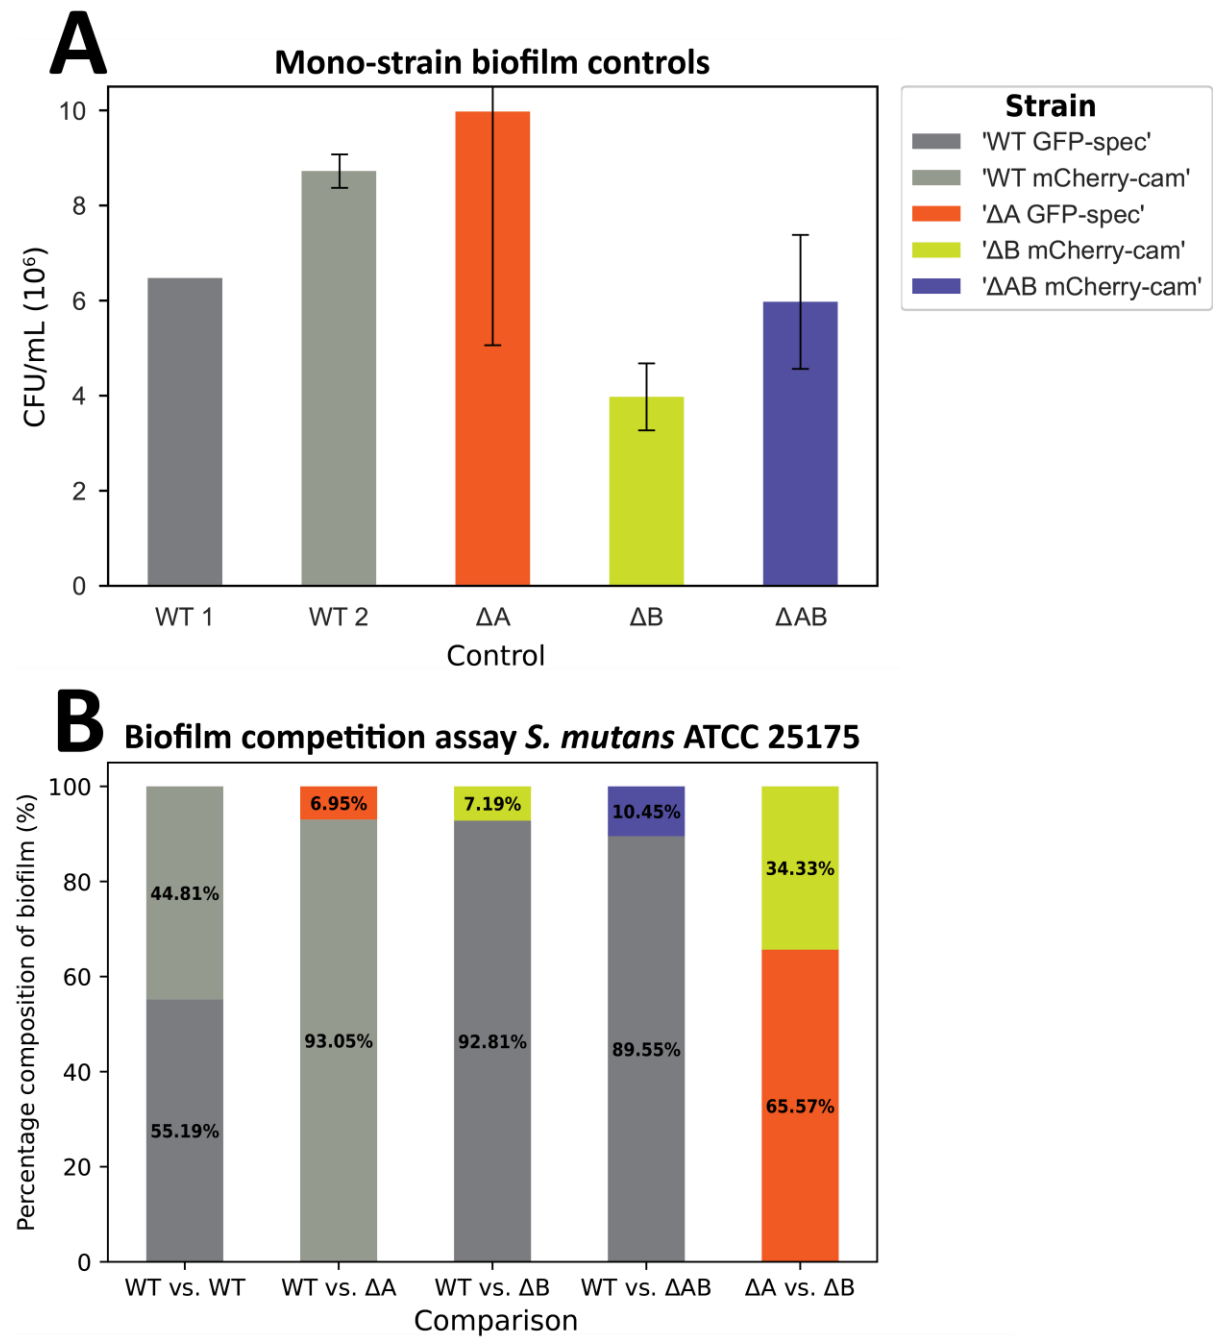 A
Mono-strain biofilm controls
CFU/mL (10⁶)
10
8
6
4
2
0
WT 1 WT 2 ΔA ΔB ΔAB
Control
Strain
'WT GFP-spec'
'WT mCherry-cam'
'ΔA GFP-spec'
'ΔB mCherry-cam'
'ΔAB mCherry-cam'
B
Biofilm competition assay S. mutans ATCC 25175
Percentage composition of biofilm (%)
100
80
60
40
20
0
44.81%
55.19%
6.95%
93.05%
7.19%
92.81%
10.45%
89.55%
34.33%
65.57%
WT vs. WT WT vs. ΔA WT vs. ΔB WT vs. ΔAB ΔA vs. ΔB
Comparison